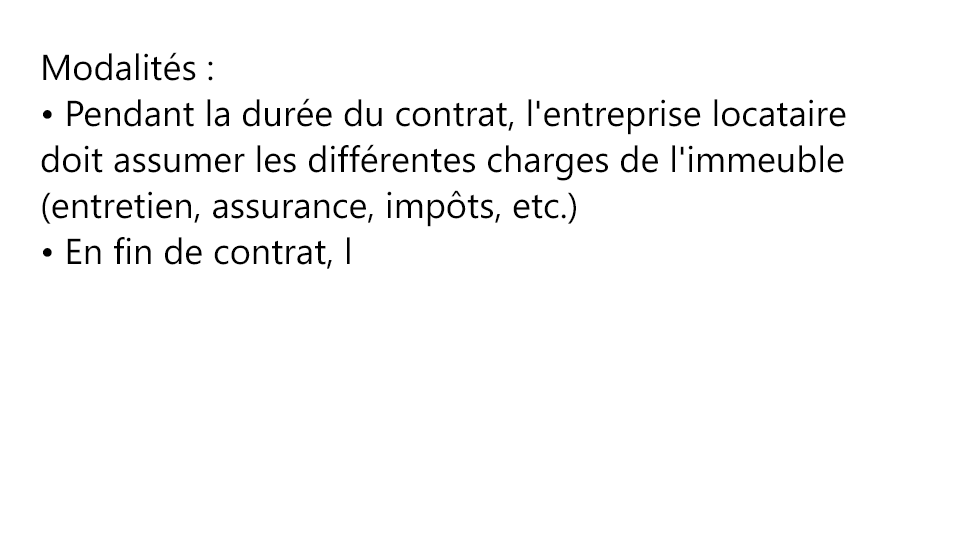 Modalités :
• Pendant la durée du contrat, l'entreprise locataire
doit assumer les différentes charges de l'immeuble
(entretien, assurance, impôts, etc.)
• En fin de contrat, l